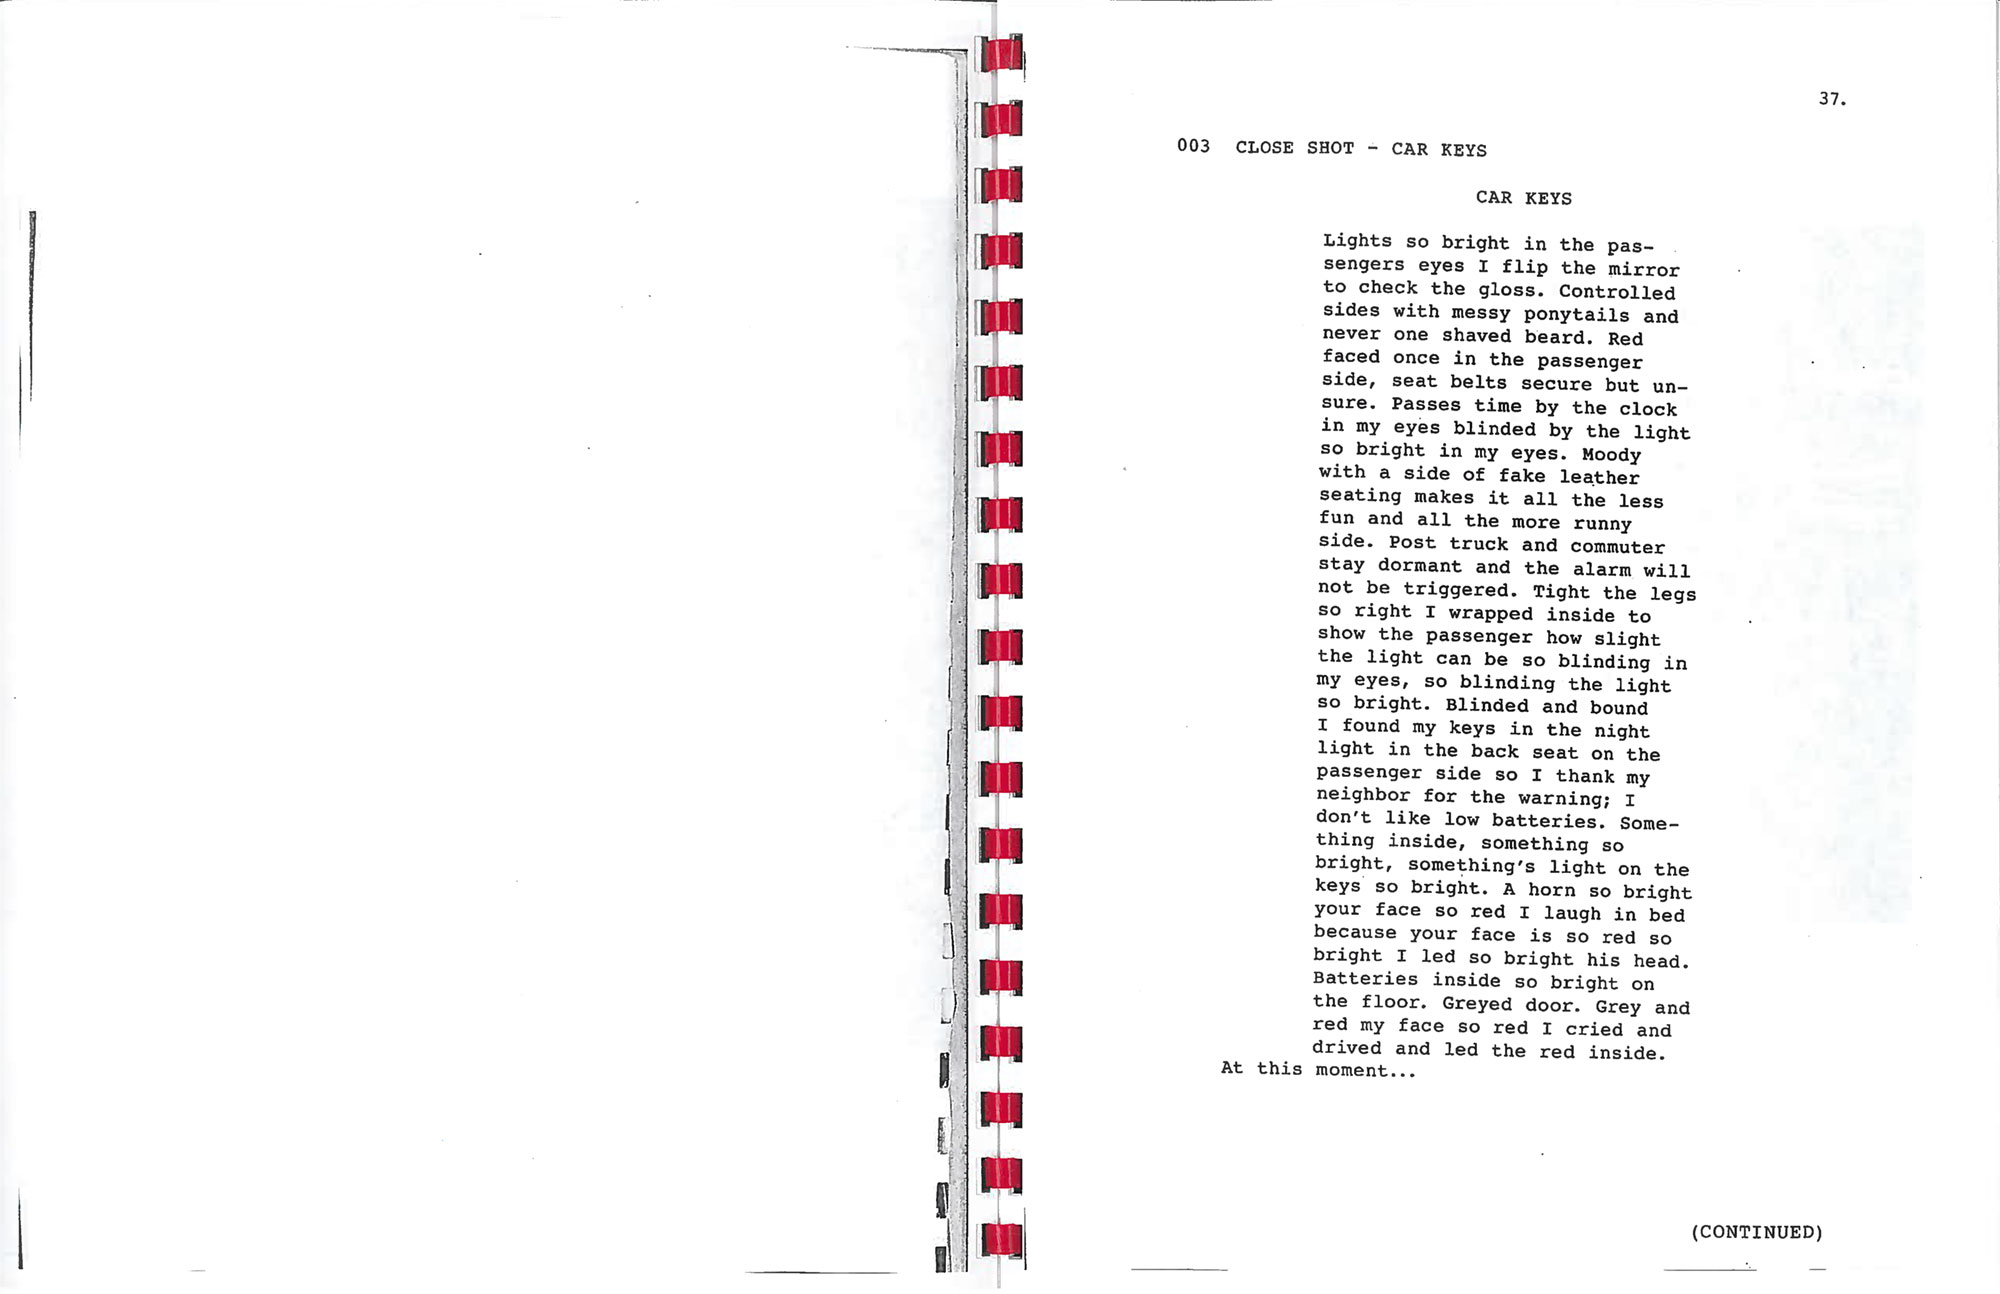 37.
003 CLOSE SHOT - CAR KEYS
CAR KEYS
Lights so bright in the pas-
sengers eyes I flip the mirror
to check the gloss. Controlled
sides with messy ponytails and
never one shaved beard. Red
faced once in the passenger
side, seat belts secure but un-
sure. Passes time by the clock
in my eyes blinded by the light
so bright in my eyes. Moody
with a side of fake leather
seating makes it all the less
fun and all the more runny
side. Post truck and commuter
stay dormant and the alarm will
not be triggered. Tight the legs
so right I wrapped inside to
show the passenger how slight
the light can be so blinding in
my eyes, so blinding the light
so bright. Blinded and bound
I found my keys in the night
light in the back seat on the
passenger side so I thank my
neighbor for the warning; I
don't like low batteries. Some-
thing inside, something so
bright, something's light on the
keys so bright. A horn so bright
your face so red I laugh in bed
because your face is so red so
bright I led so bright his head.
Batteries inside so bright on
the floor. Greyed door. Grey and
red my face so red I cried and
drived and led the red inside.
At this moment...
(CONTINUED)